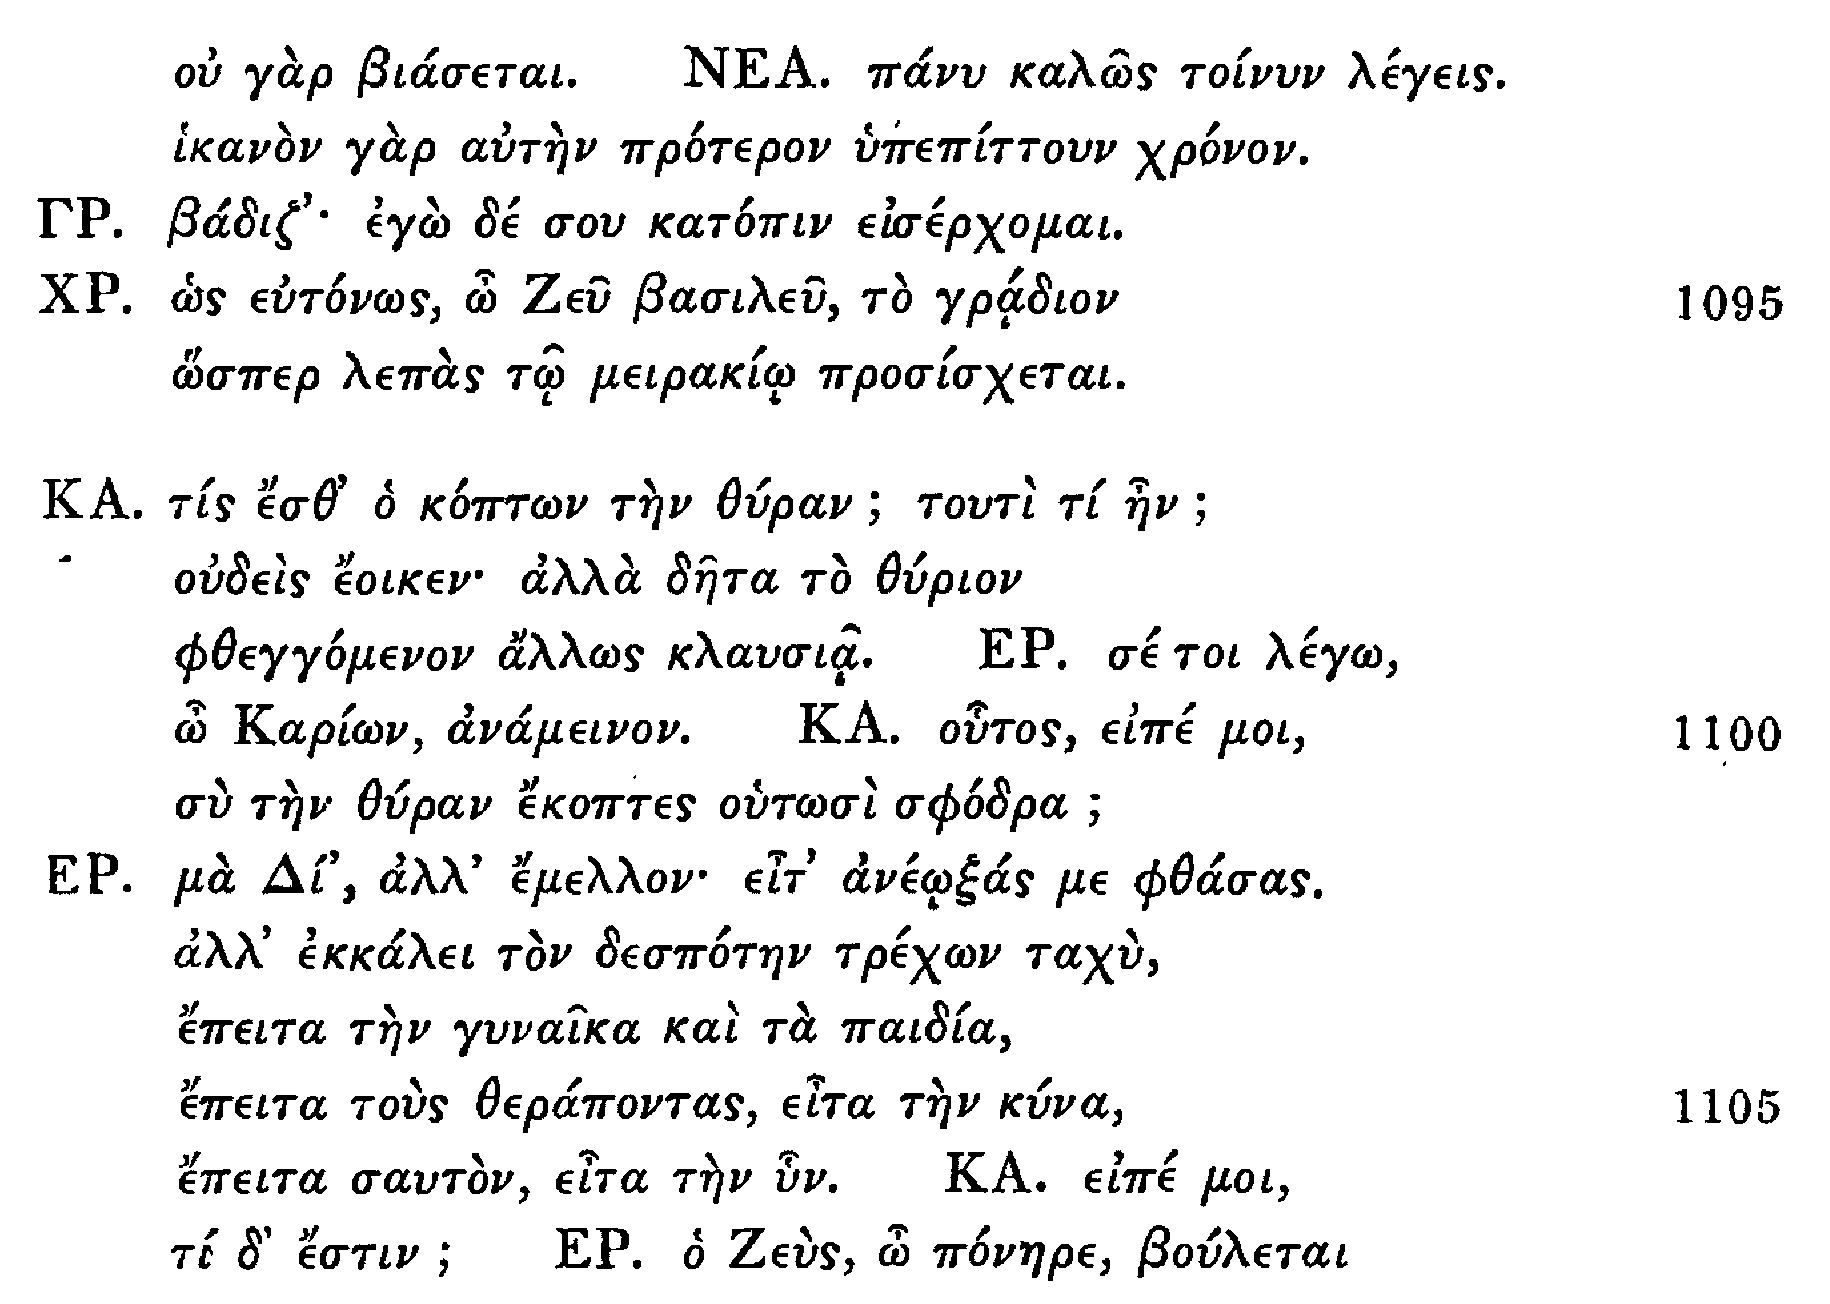 οὐ γὰρ βιάσεται. ΝΕΑ. πάνυ καλῶς τοίνυν λέγεις.
ἱκανὸν γὰρ αὐτὴν πρότερον ὑπεπίττουν χρόνον.
ΓΡ. βάδιζ’· ἐγὼ δέ σου κατόπιν εἰσέρχομαι.
ΧΡ. ὡς εὐτόνως, ὦ Ζεῦ βασιλεῦ, τὸ γρᾴδιον 1095
ὥσπερ λεπὰς τῷ μειρακίῳ προσίσχεται.
ΚΑ. τίς ἔσθ’ ὁ κόπτων τὴν θύραν; τουτὶ τί ἦν;
οὐδεὶς ἔοικεν· ἀλλὰ δῆτα τὸ θύριον
φθεγγόμενον ἄλλως κλαυσιᾷ. ΕΡ. σέ τοι λέγω,
ὦ Καρίων, ἀνάμεινον. ΚΑ. οὗτος, εἰπέ μοι, 1100
σὺ τὴν θύραν ἔκοπτες οὑτωσὶ σφόδρα;
ΕΡ. μὰ Δί’, ἀλλ’ ἔμελλον· εἶτ’ ἀνέῳξάς με φθάσας.
ἀλλ’ ἐκκάλει τὸν δεσπότην τρέχων ταχὺ,
ἔπειτα τὴν γυναῖκα καὶ τὰ παιδία,
ἔπειτα τοὺς θεράποντας, εἶτα τὴν κύνα, 1105
ἔπειτα σαυτὸν, εἶτα τὴν ὗν. ΚΑ. εἰπέ μοι,
τί δ’ ἔστιν; ΕΡ. ὁ Ζεὺς, ὦ πόνηρε, βούλεται